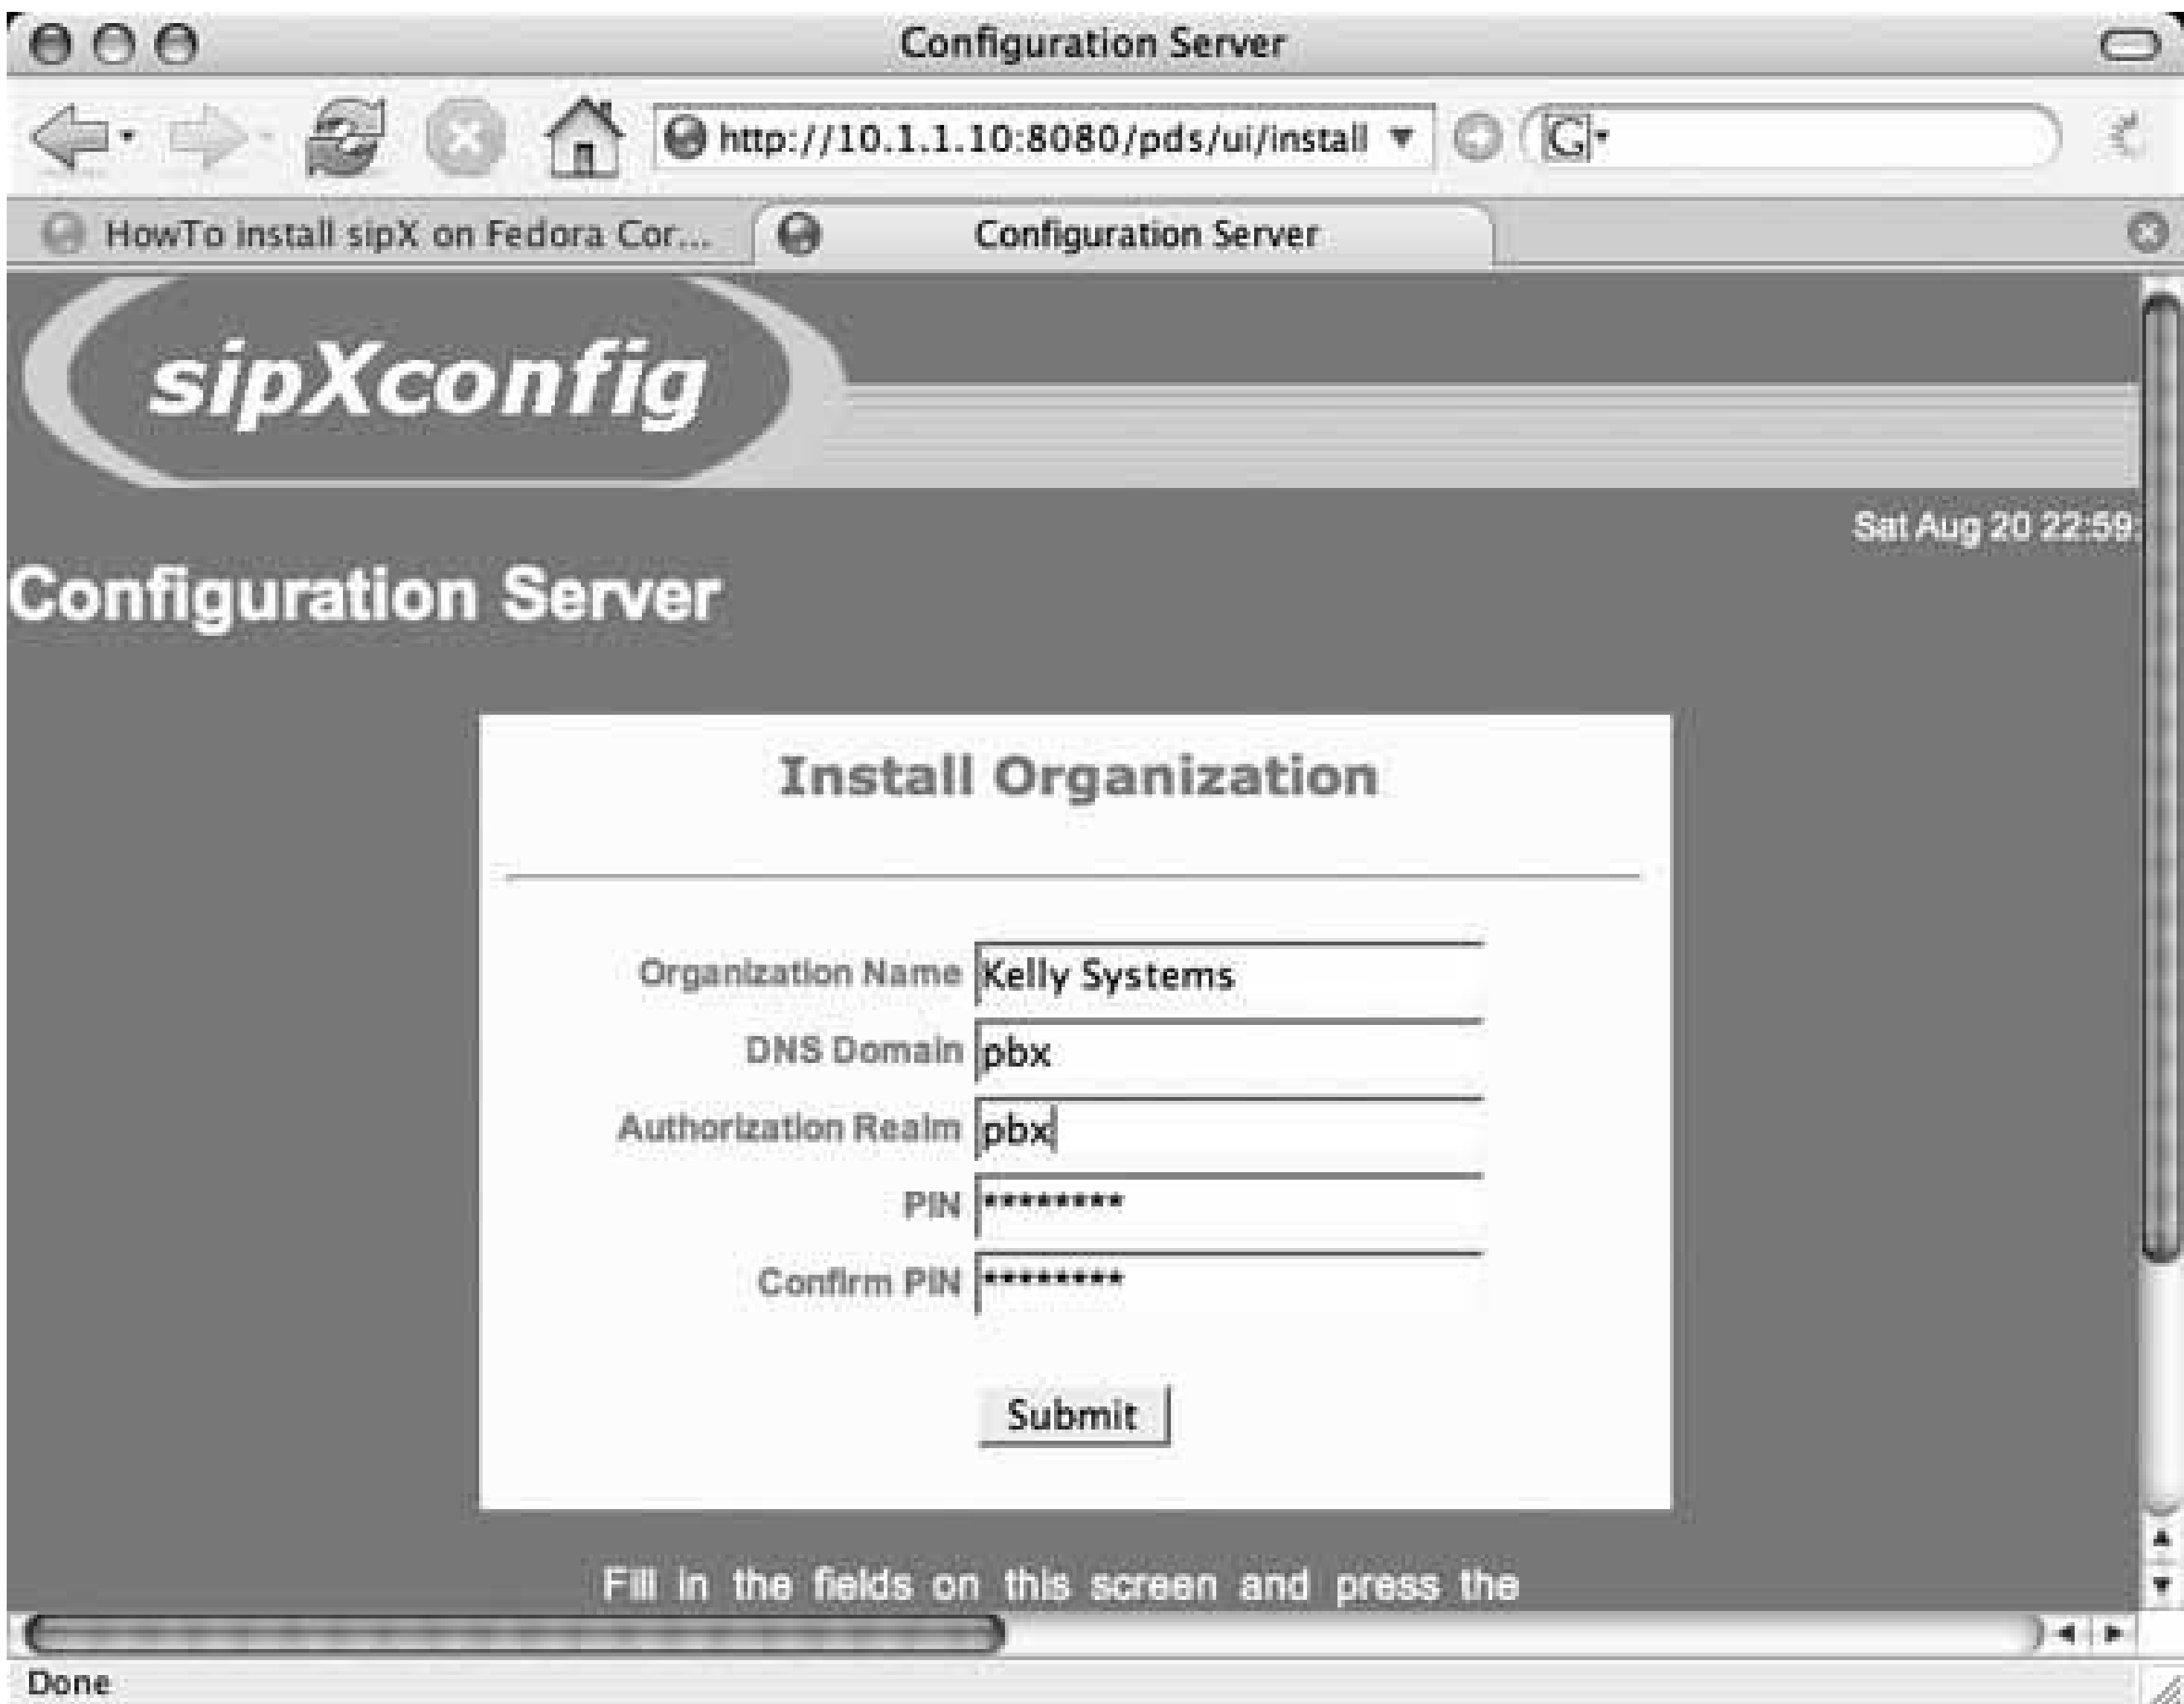 Configuration Server
http://10.1.1.10:8080/pds/ui/install
G
HowTo install sipX on Fedora Cor...
Configuration Server
sipXconfig
Sat Aug 20 22:59:
Configuration Server
Install Organization
Organization Name Kelly Systems
DNS Domain pbx
Authorization Realm pbx
PIN ********
Confirm PIN ********
Submit
Fill in the fields on this screen and press the
Done